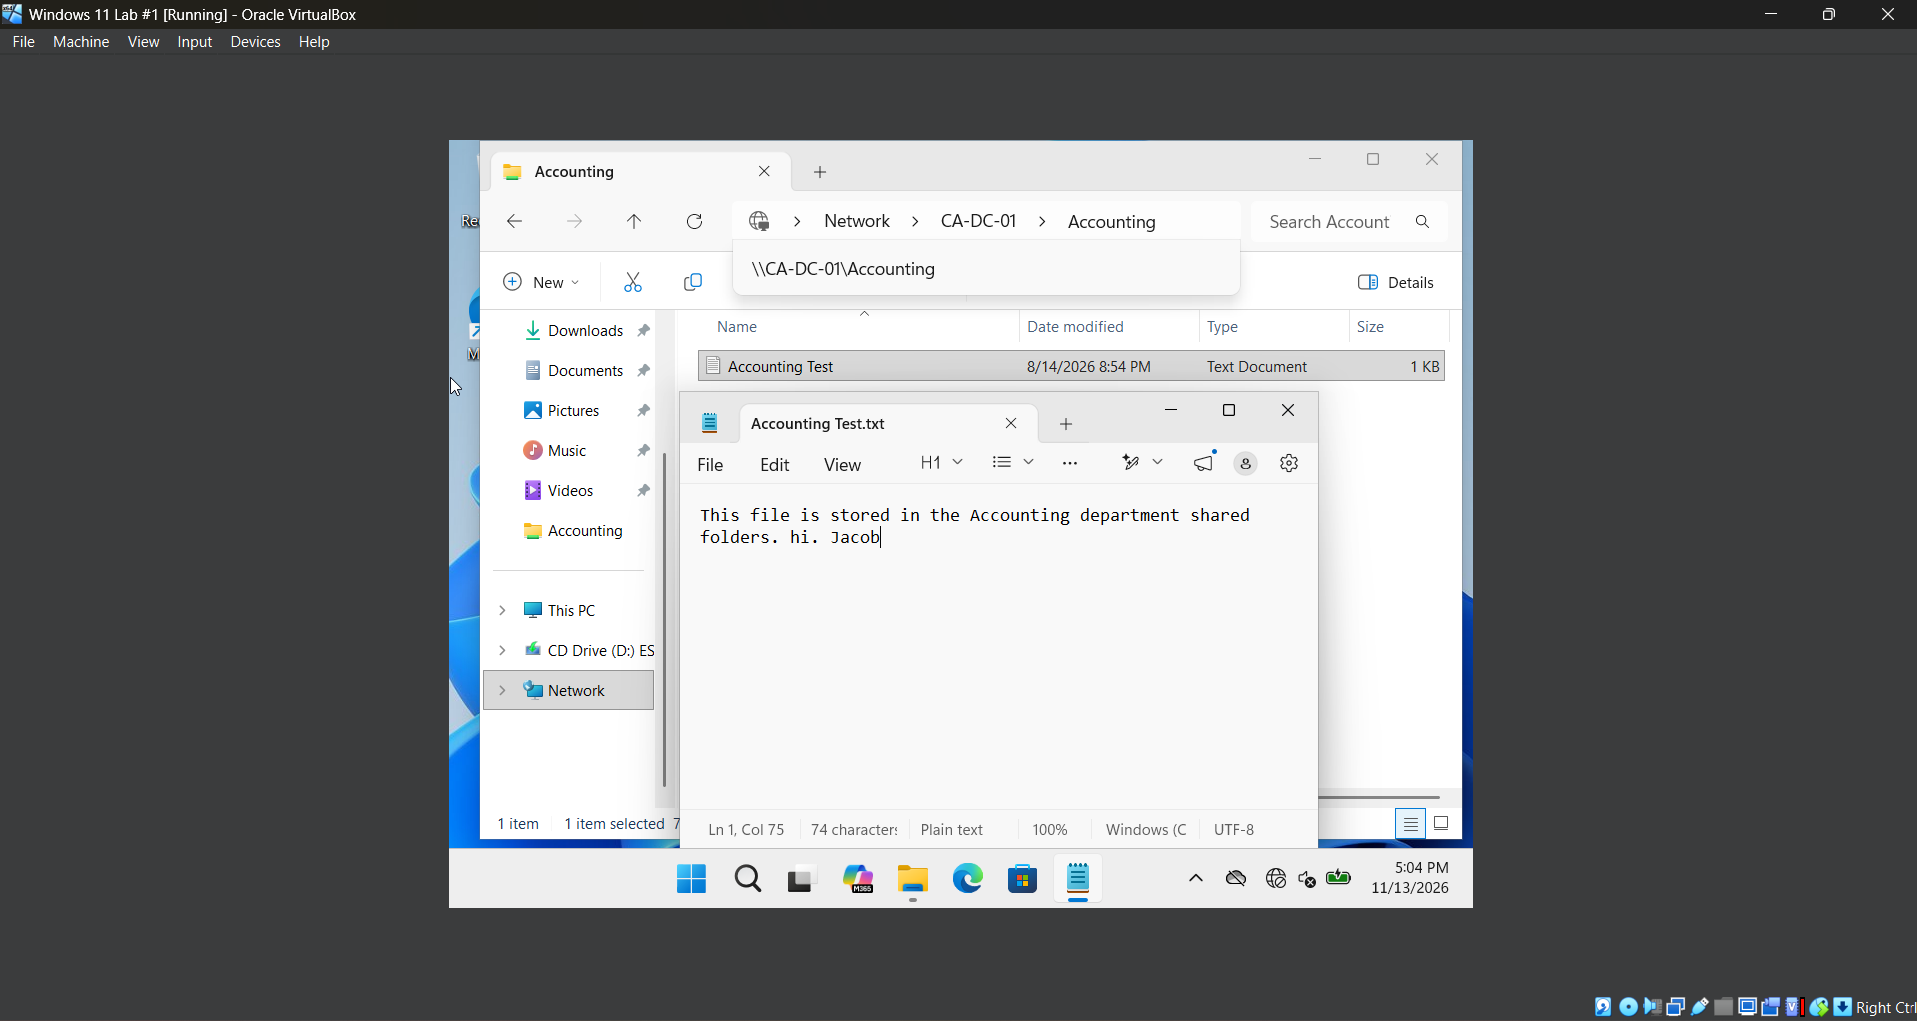 Windows 11 Lab #1 [Running] - Oracle VirtualBox
File Machine View Input Devices Help
Accounting
Network > CA-DC-01 > Accounting
Search Account
\\CA-DC-01\Accounting
New
Details
Name Date modified Type Size
Accounting Test 8/14/2026 8:54 PM Text Document 1 KB
Downloads
Documents
Pictures
Music
Videos
Accounting
This PC
CD Drive (D:) ES
Network
1 item 1 item selected 7
Accounting Test.txt
File Edit View H1
This file is stored in the Accounting department shared
folders. hi. Jacob
Ln 1, Col 75 74 characters Plain text 100% Windows (C UTF-8
M365
5:04 PM
11/13/2026
Right Ctrl